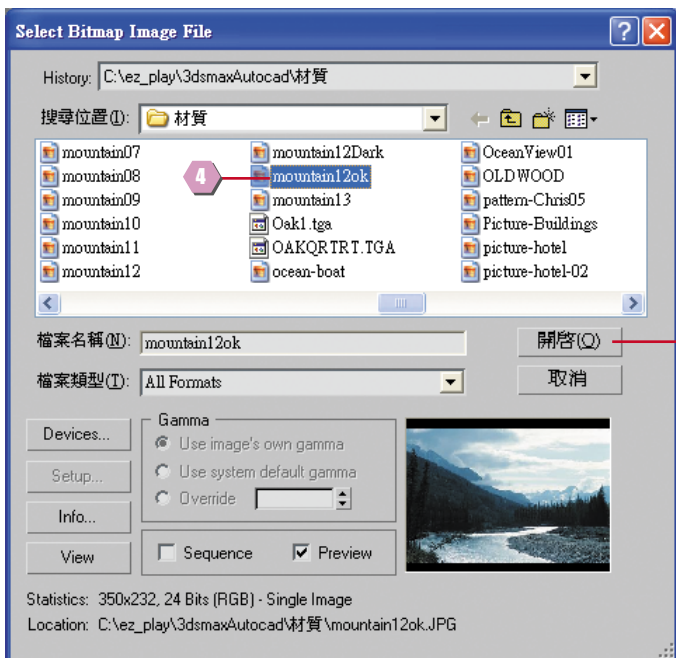 Select Bitmap Image File
History: C:\ez_play\3dsmaxAutocad\材質
搜尋位置(I): 材質
mountain07 mountain12Dark OceanView01
mountain08 4 mountain12ok OLDWOOD
mountain09 mountain13 pattern-Chris05
mountain10 Oak1.tga Picture-Buildings
mountain11 OAKQRTRT.TGA picture-hotel
mountain12 ocean-boat picture-hotel-02
檔案名稱(N): mountain12ok 開啓(O)
檔案類型(T): All Formats 取消
Devices... Gamma
Use image's own gamma
Setup... Use system default gamma
Override
Info...
View Sequence Preview
Statistics: 350x232, 24 Bits (RGB) - Single Image
Location: C:\ez_play\3dsmaxAutocad\材質\mountain12ok.JPG